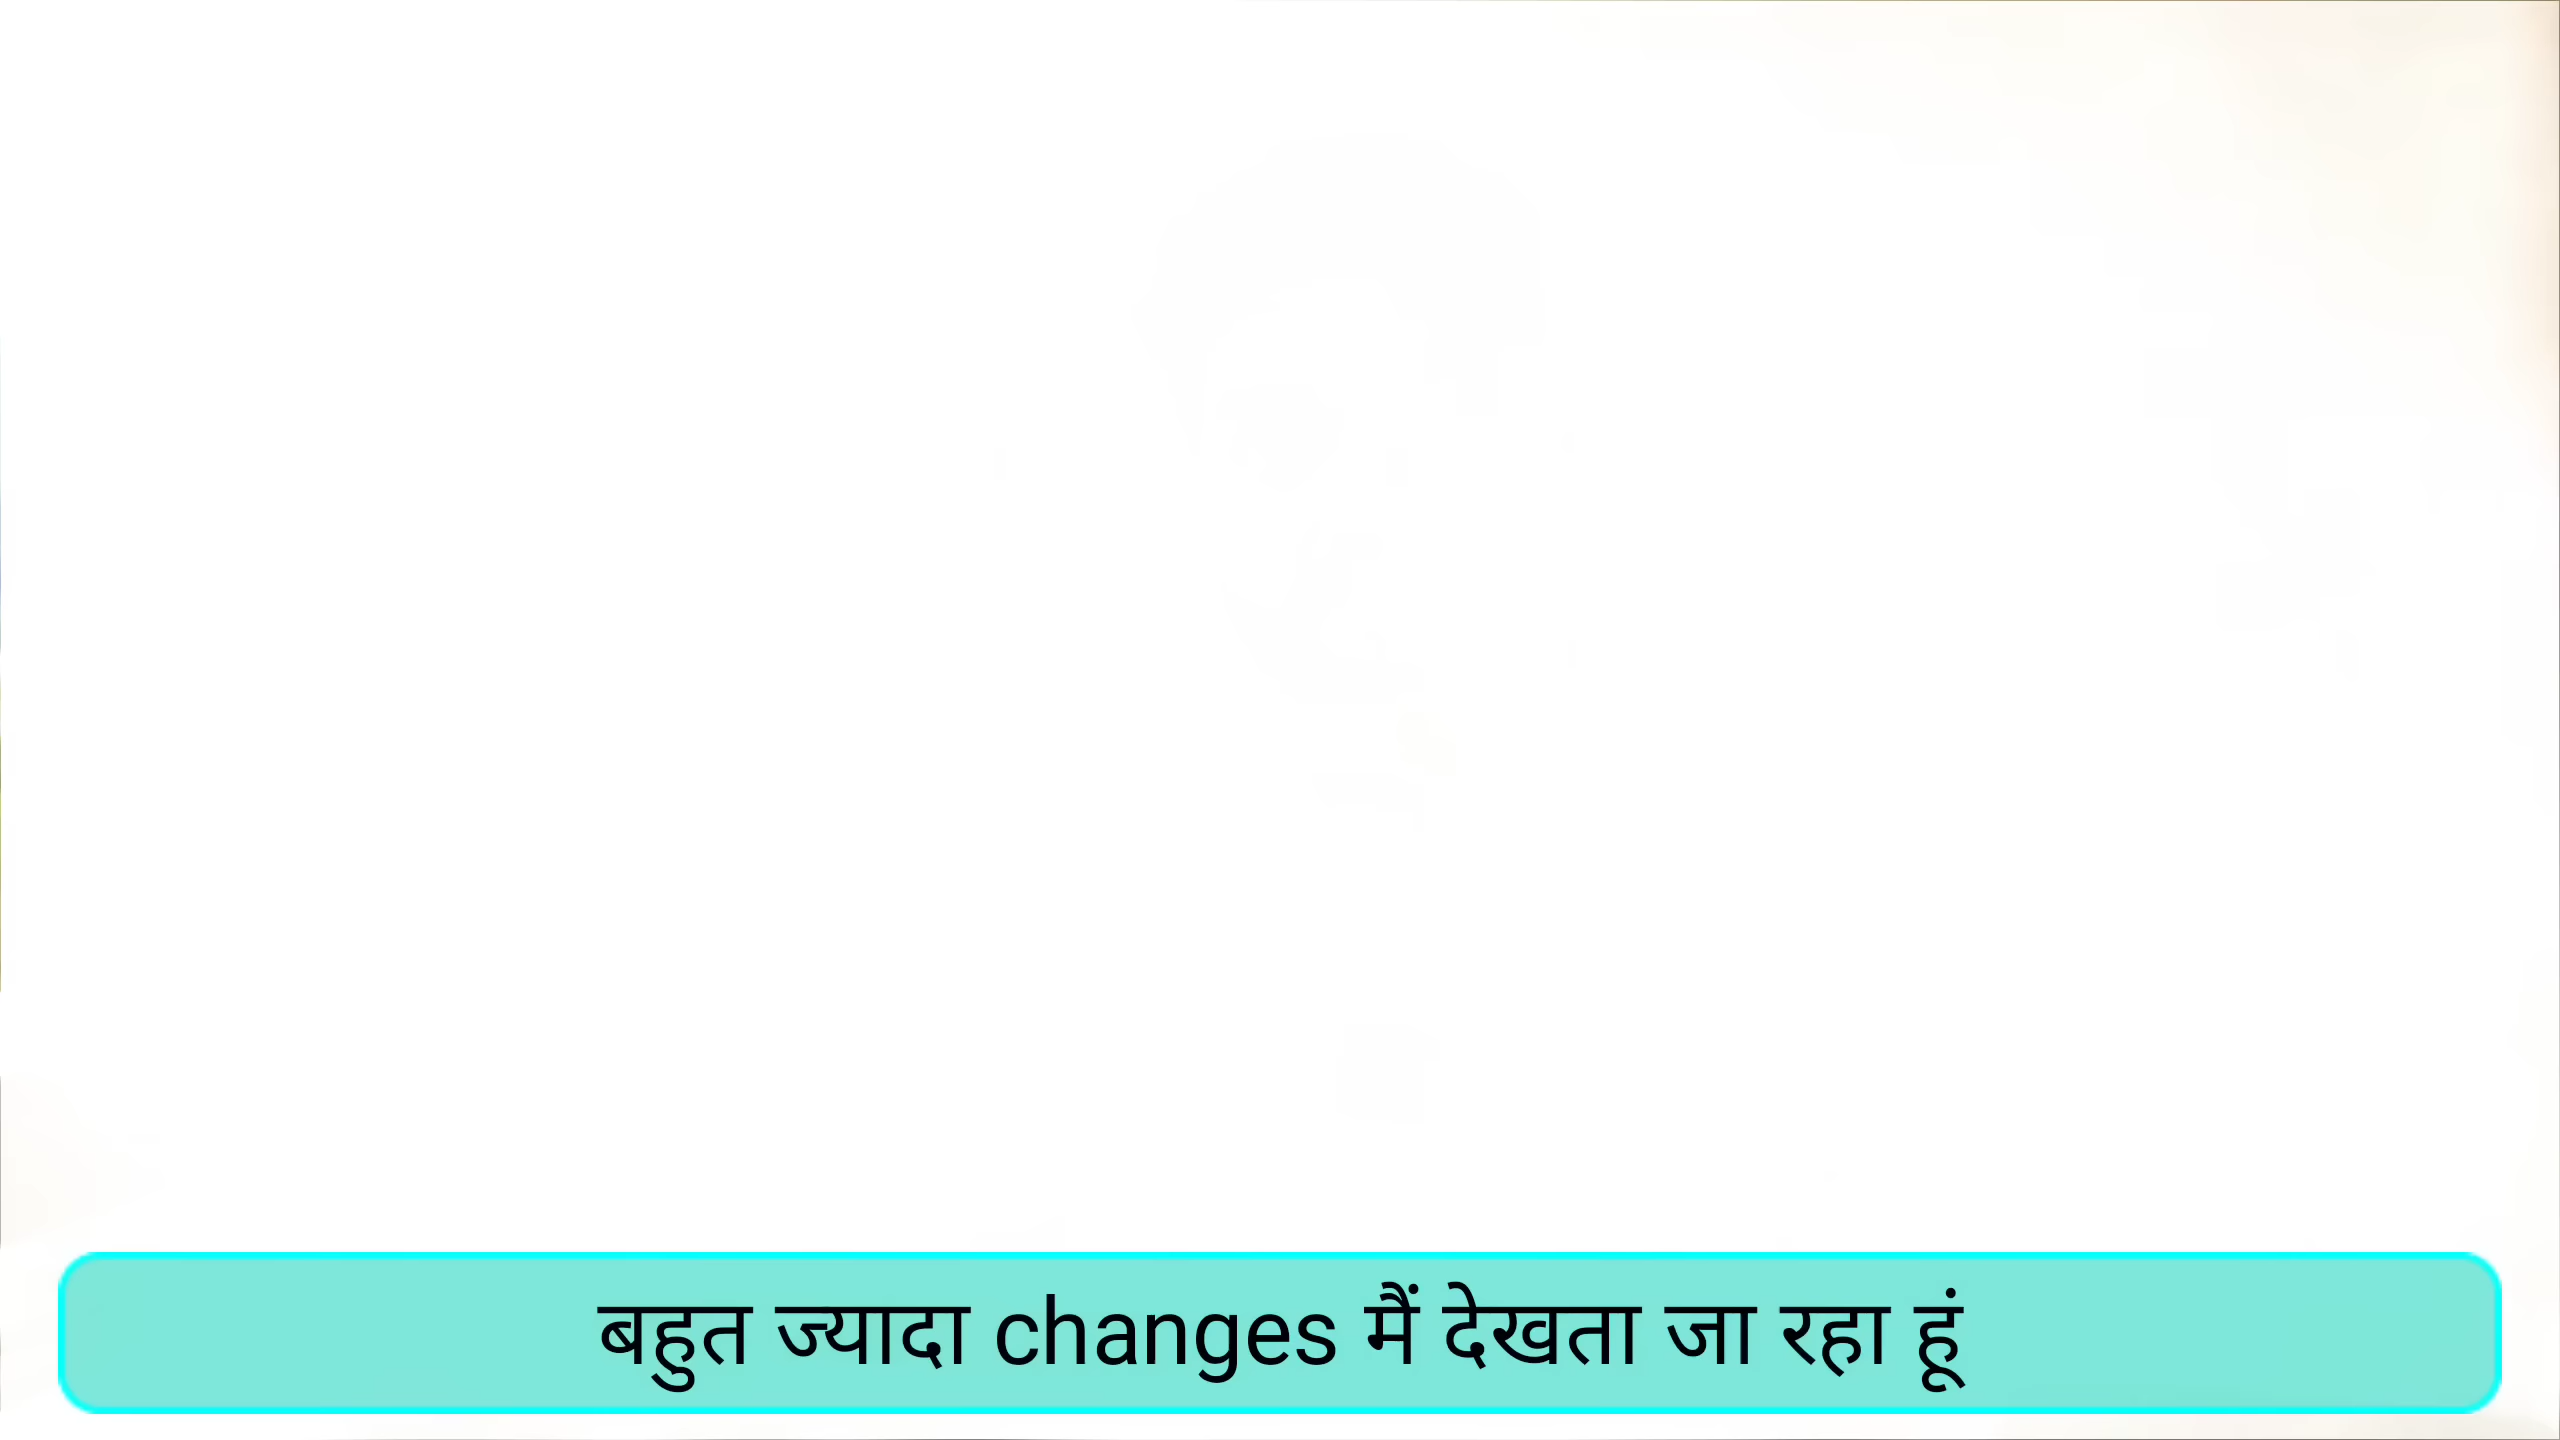 बहुत ज्यादा changes मैं देखता जा रहा हूं